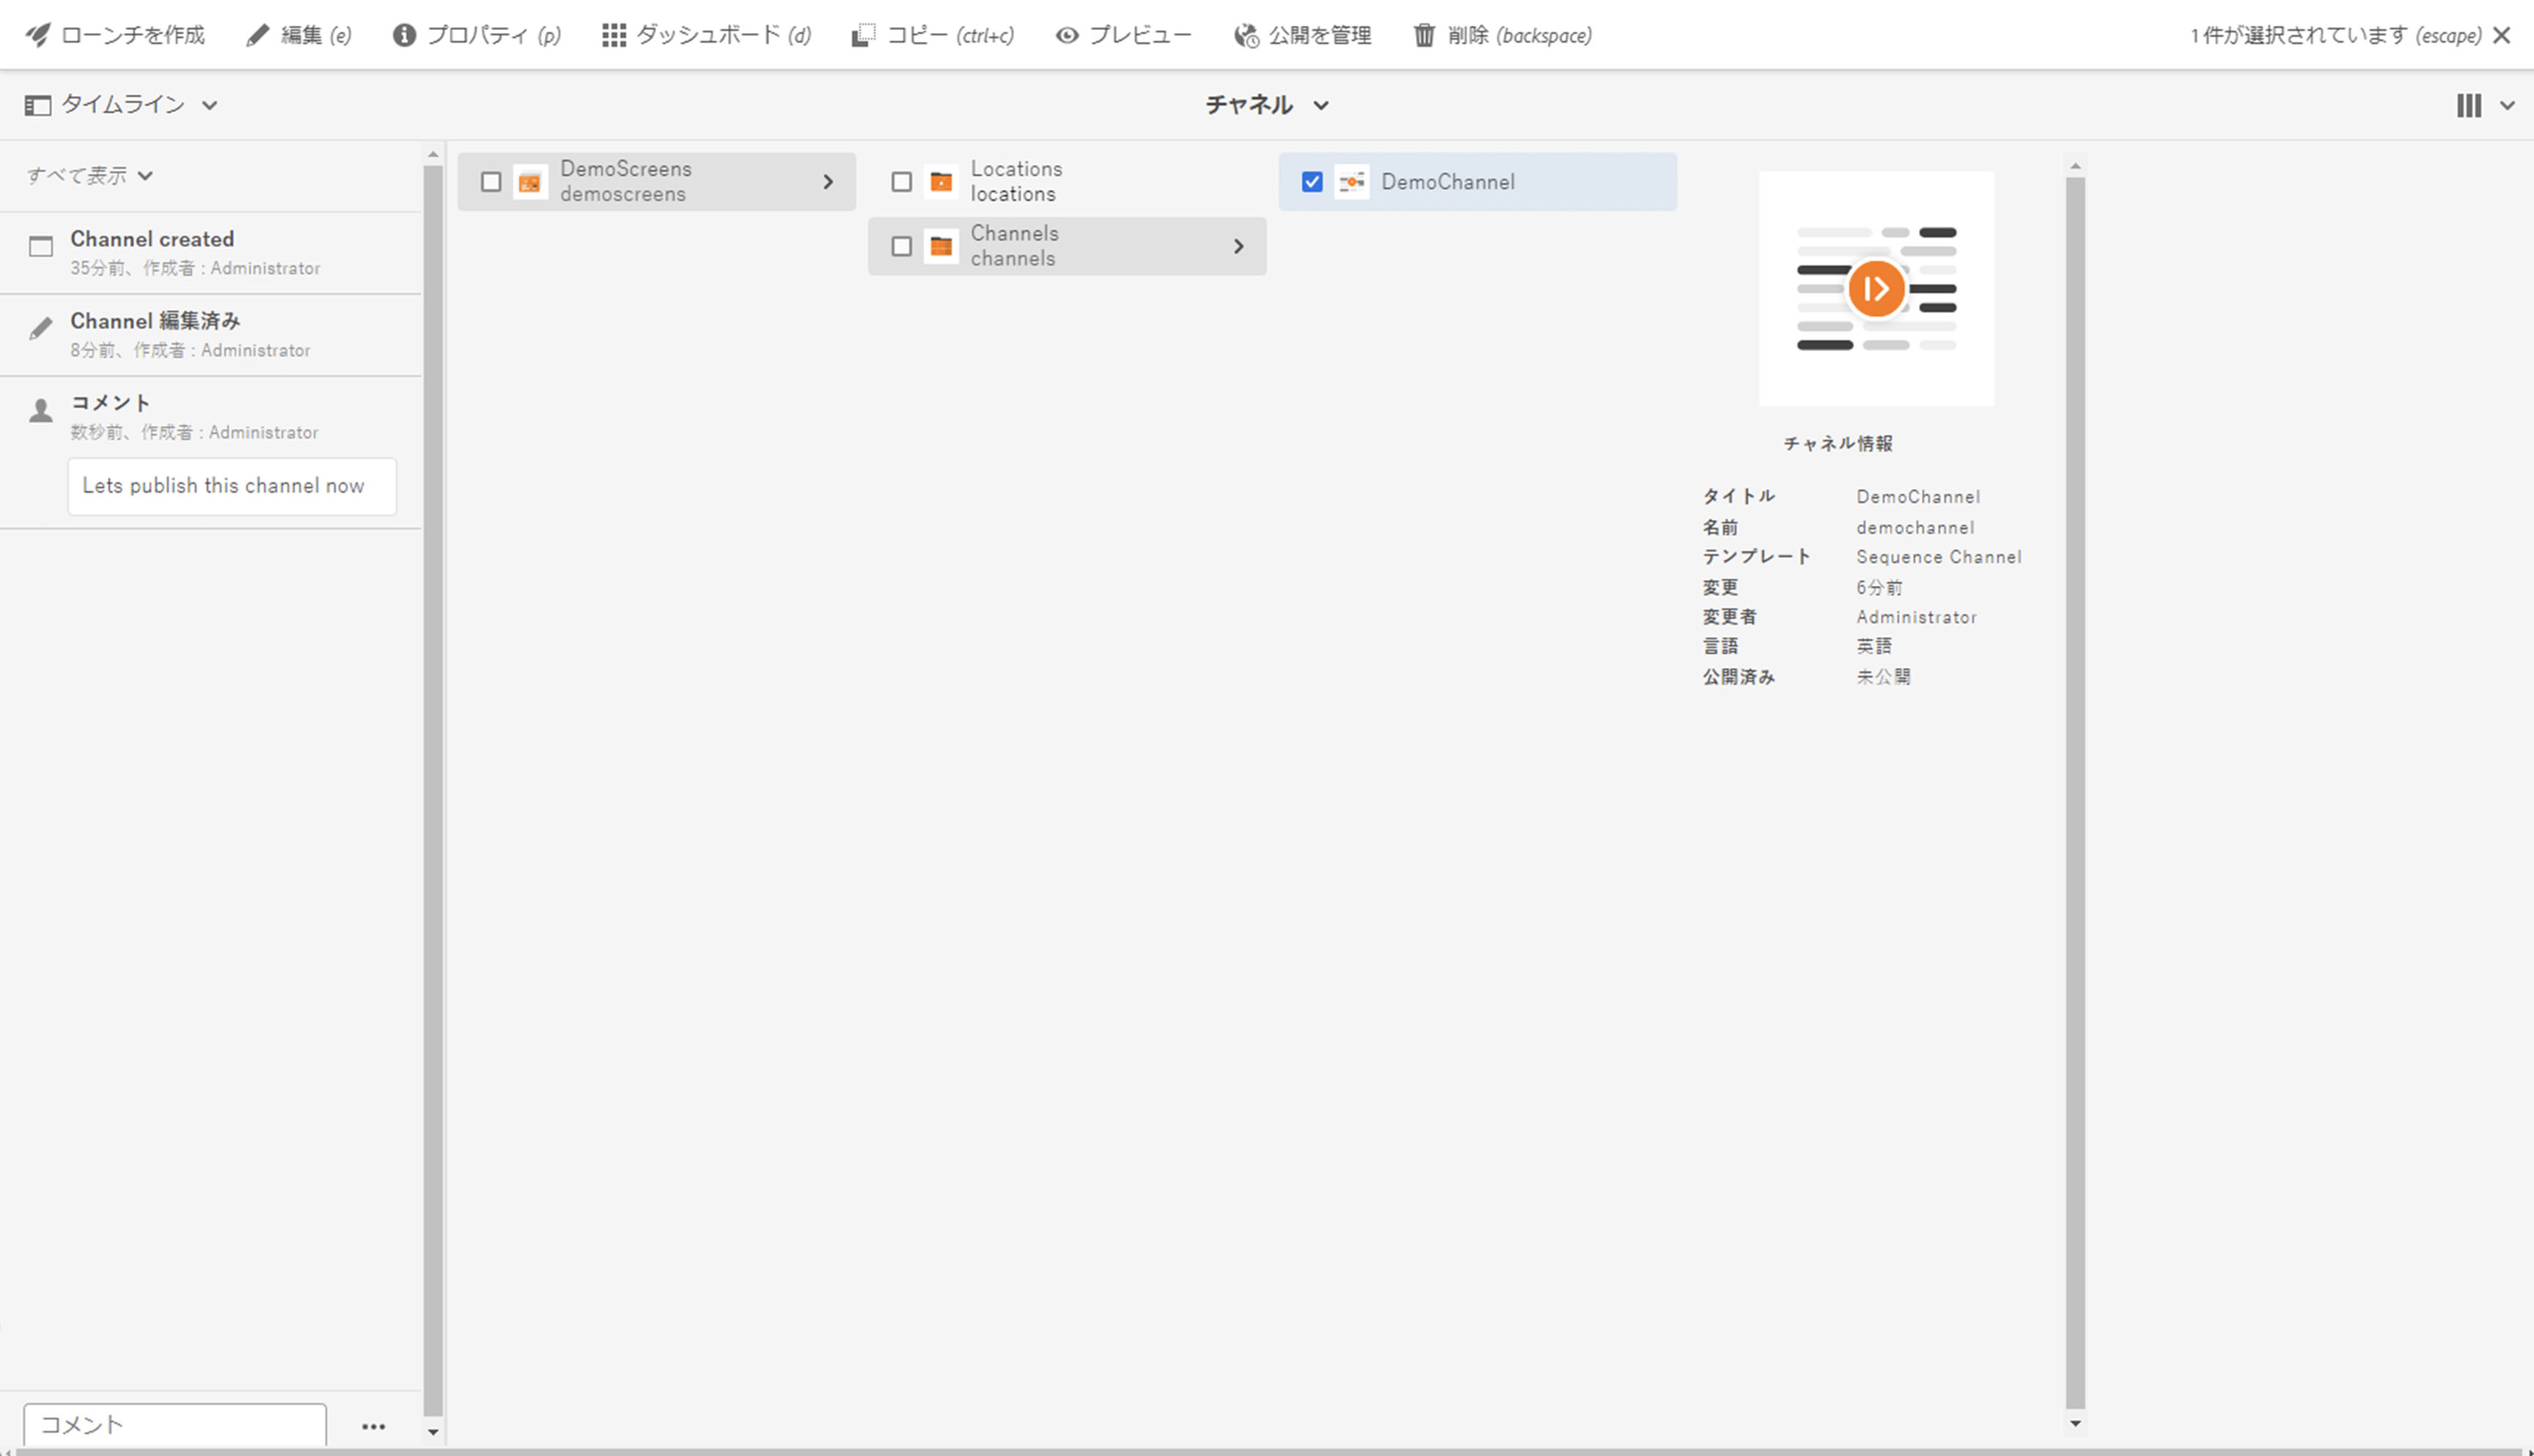 ローンチを作成 編集 (e) プロパティ (p) ダッシュボード (d) コピー (ctrl+c) プレビュー 公開を管理 削除 (backspace) 1 件が選択されています (escape)
タイムライン チャネル
すべて表示
Channel created
35分前、作成者 : Administrator
Channel 編集済み
8分前、作成者 : Administrator
コメント
数秒前、作成者 : Administrator
Lets publish this channel now
コメント
DemoScreens
demoscreens
Locations
locations
Channels
channels
DemoChannel
チャネル情報
タイトル DemoChannel
名前 demochannel
テンプレート Sequence Channel
変更 6分前
変更者 Administrator
言語 英語
公開済み 未公開